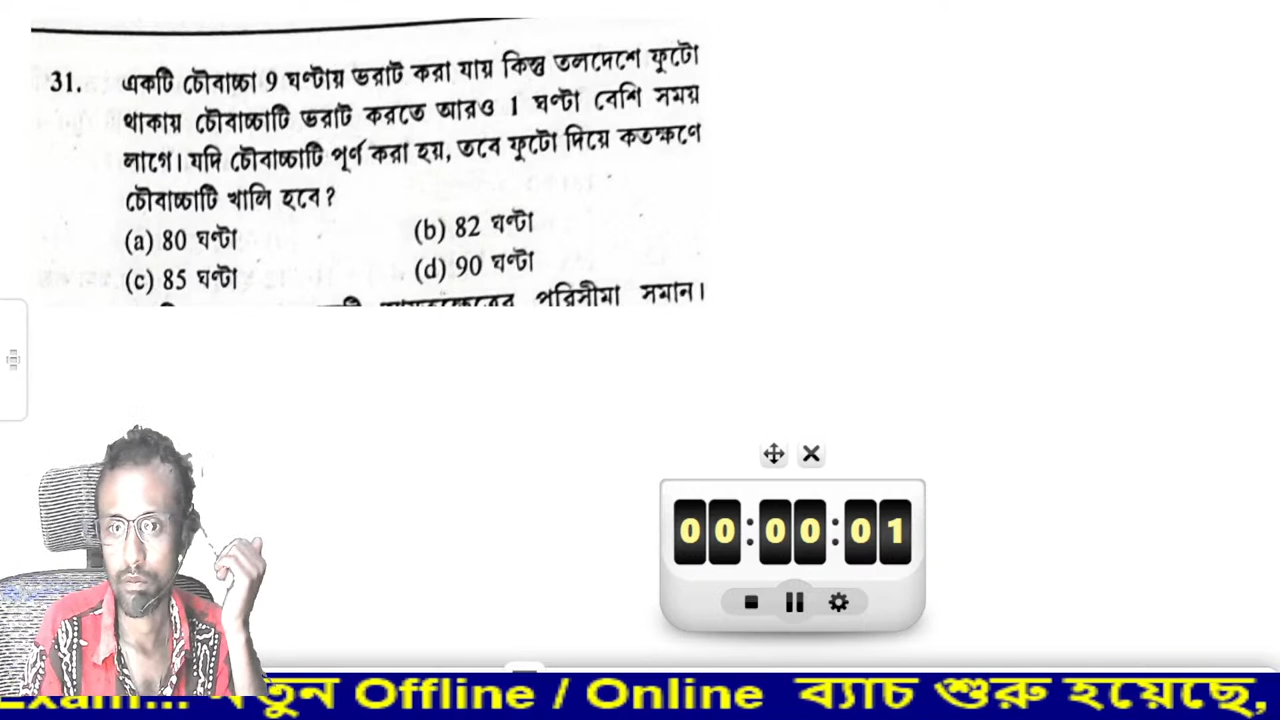 31. একটি চৌবাচ্চা 9 ঘণ্টায় ভরাট করা যায় কিন্তু তলদেশে ফুটো
থাকায় চৌবাচ্চাটি ভরাট করতে আরও 1 ঘণ্টা বেশি সময়
লাগে। যদি চৌবাচ্চাটি পূর্ণ করা হয়, তবে ফুটো দিয়ে কতক্ষণে
চৌবাচ্চাটি খালি হবে?
(a) 80 ঘণ্টা (b) 82 ঘণ্টা
(c) 85 ঘণ্টা (d) 90 ঘণ্টা
পরিসীমা সমান।
00:00:01
Exam... নতুন Offline / Online ব্যাচ শুরু হয়েছে,